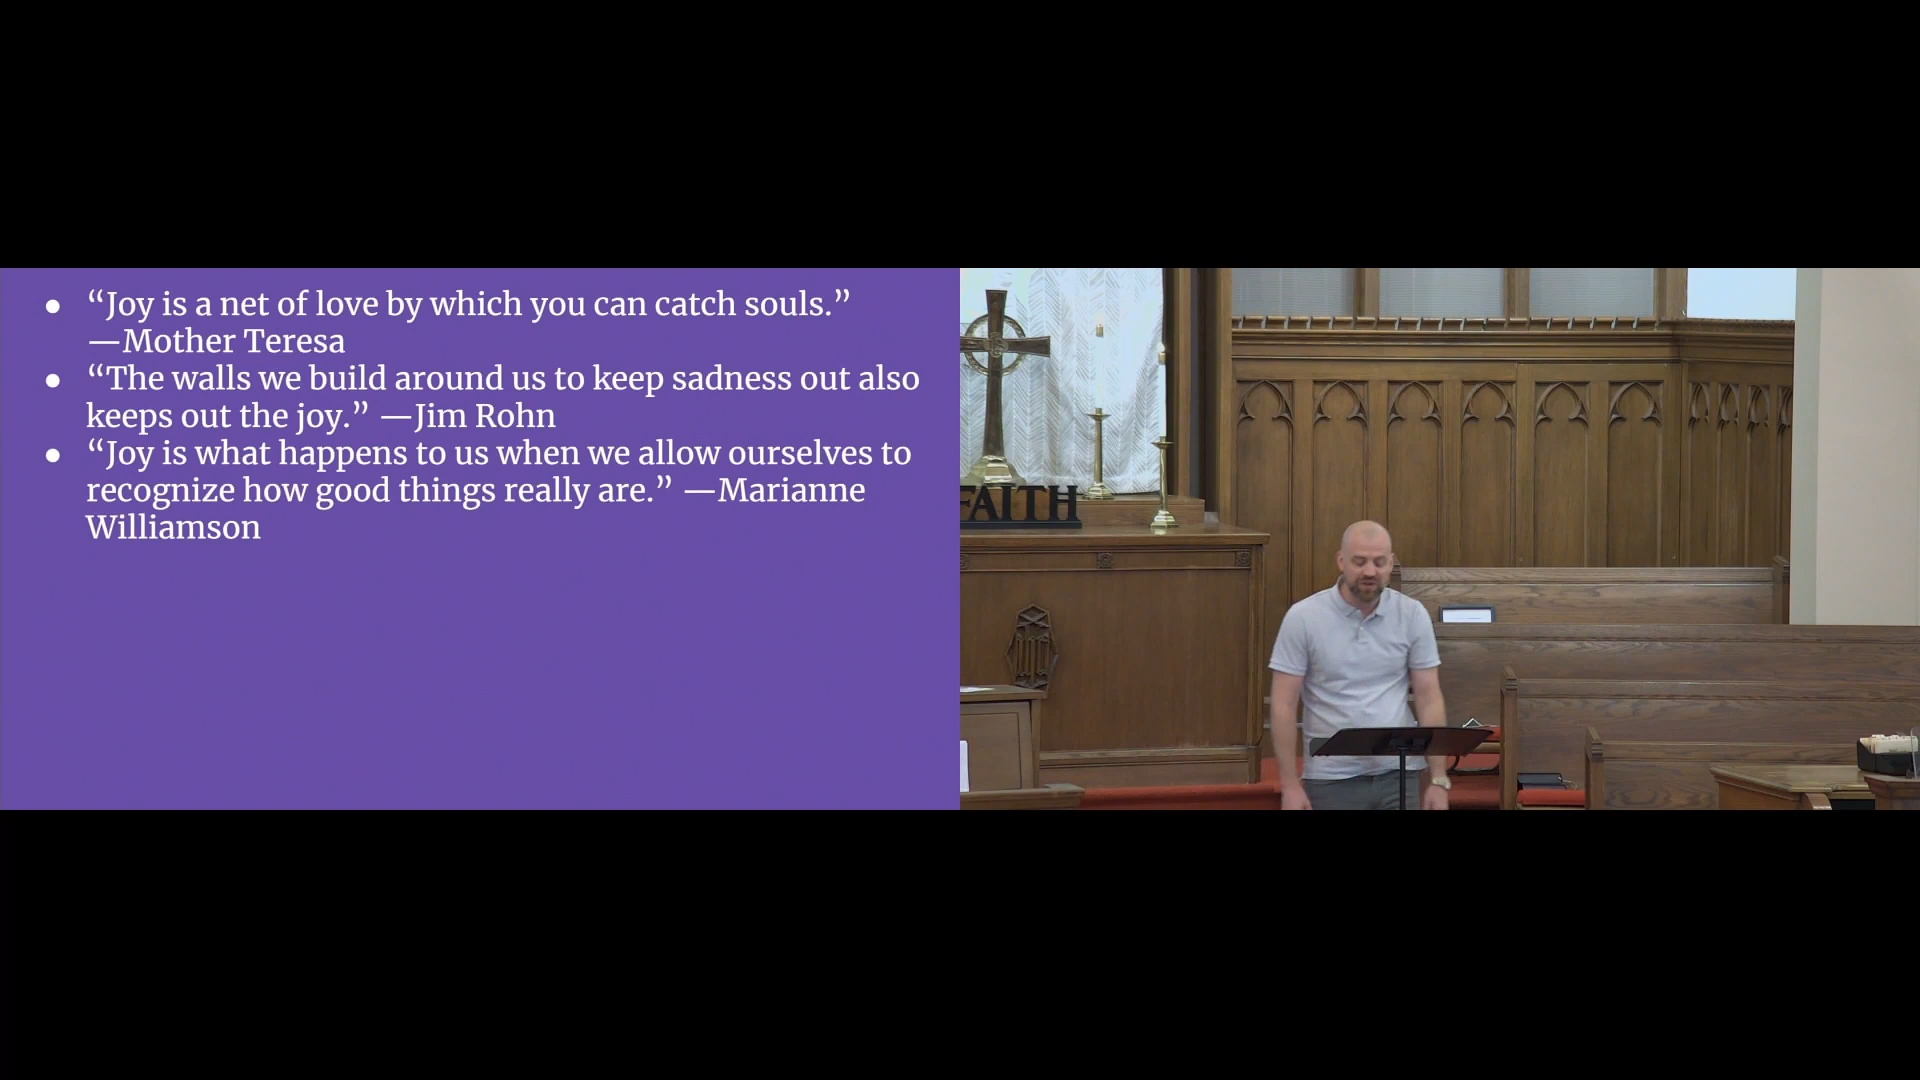 ● “Joy is a net of love by which you can catch souls.”
—Mother Teresa
● “The walls we build around us to keep sadness out also
keeps out the joy.” —Jim Rohn
● “Joy is what happens to us when we allow ourselves to
recognize how good things really are.” —Marianne
Williamson
FAITH